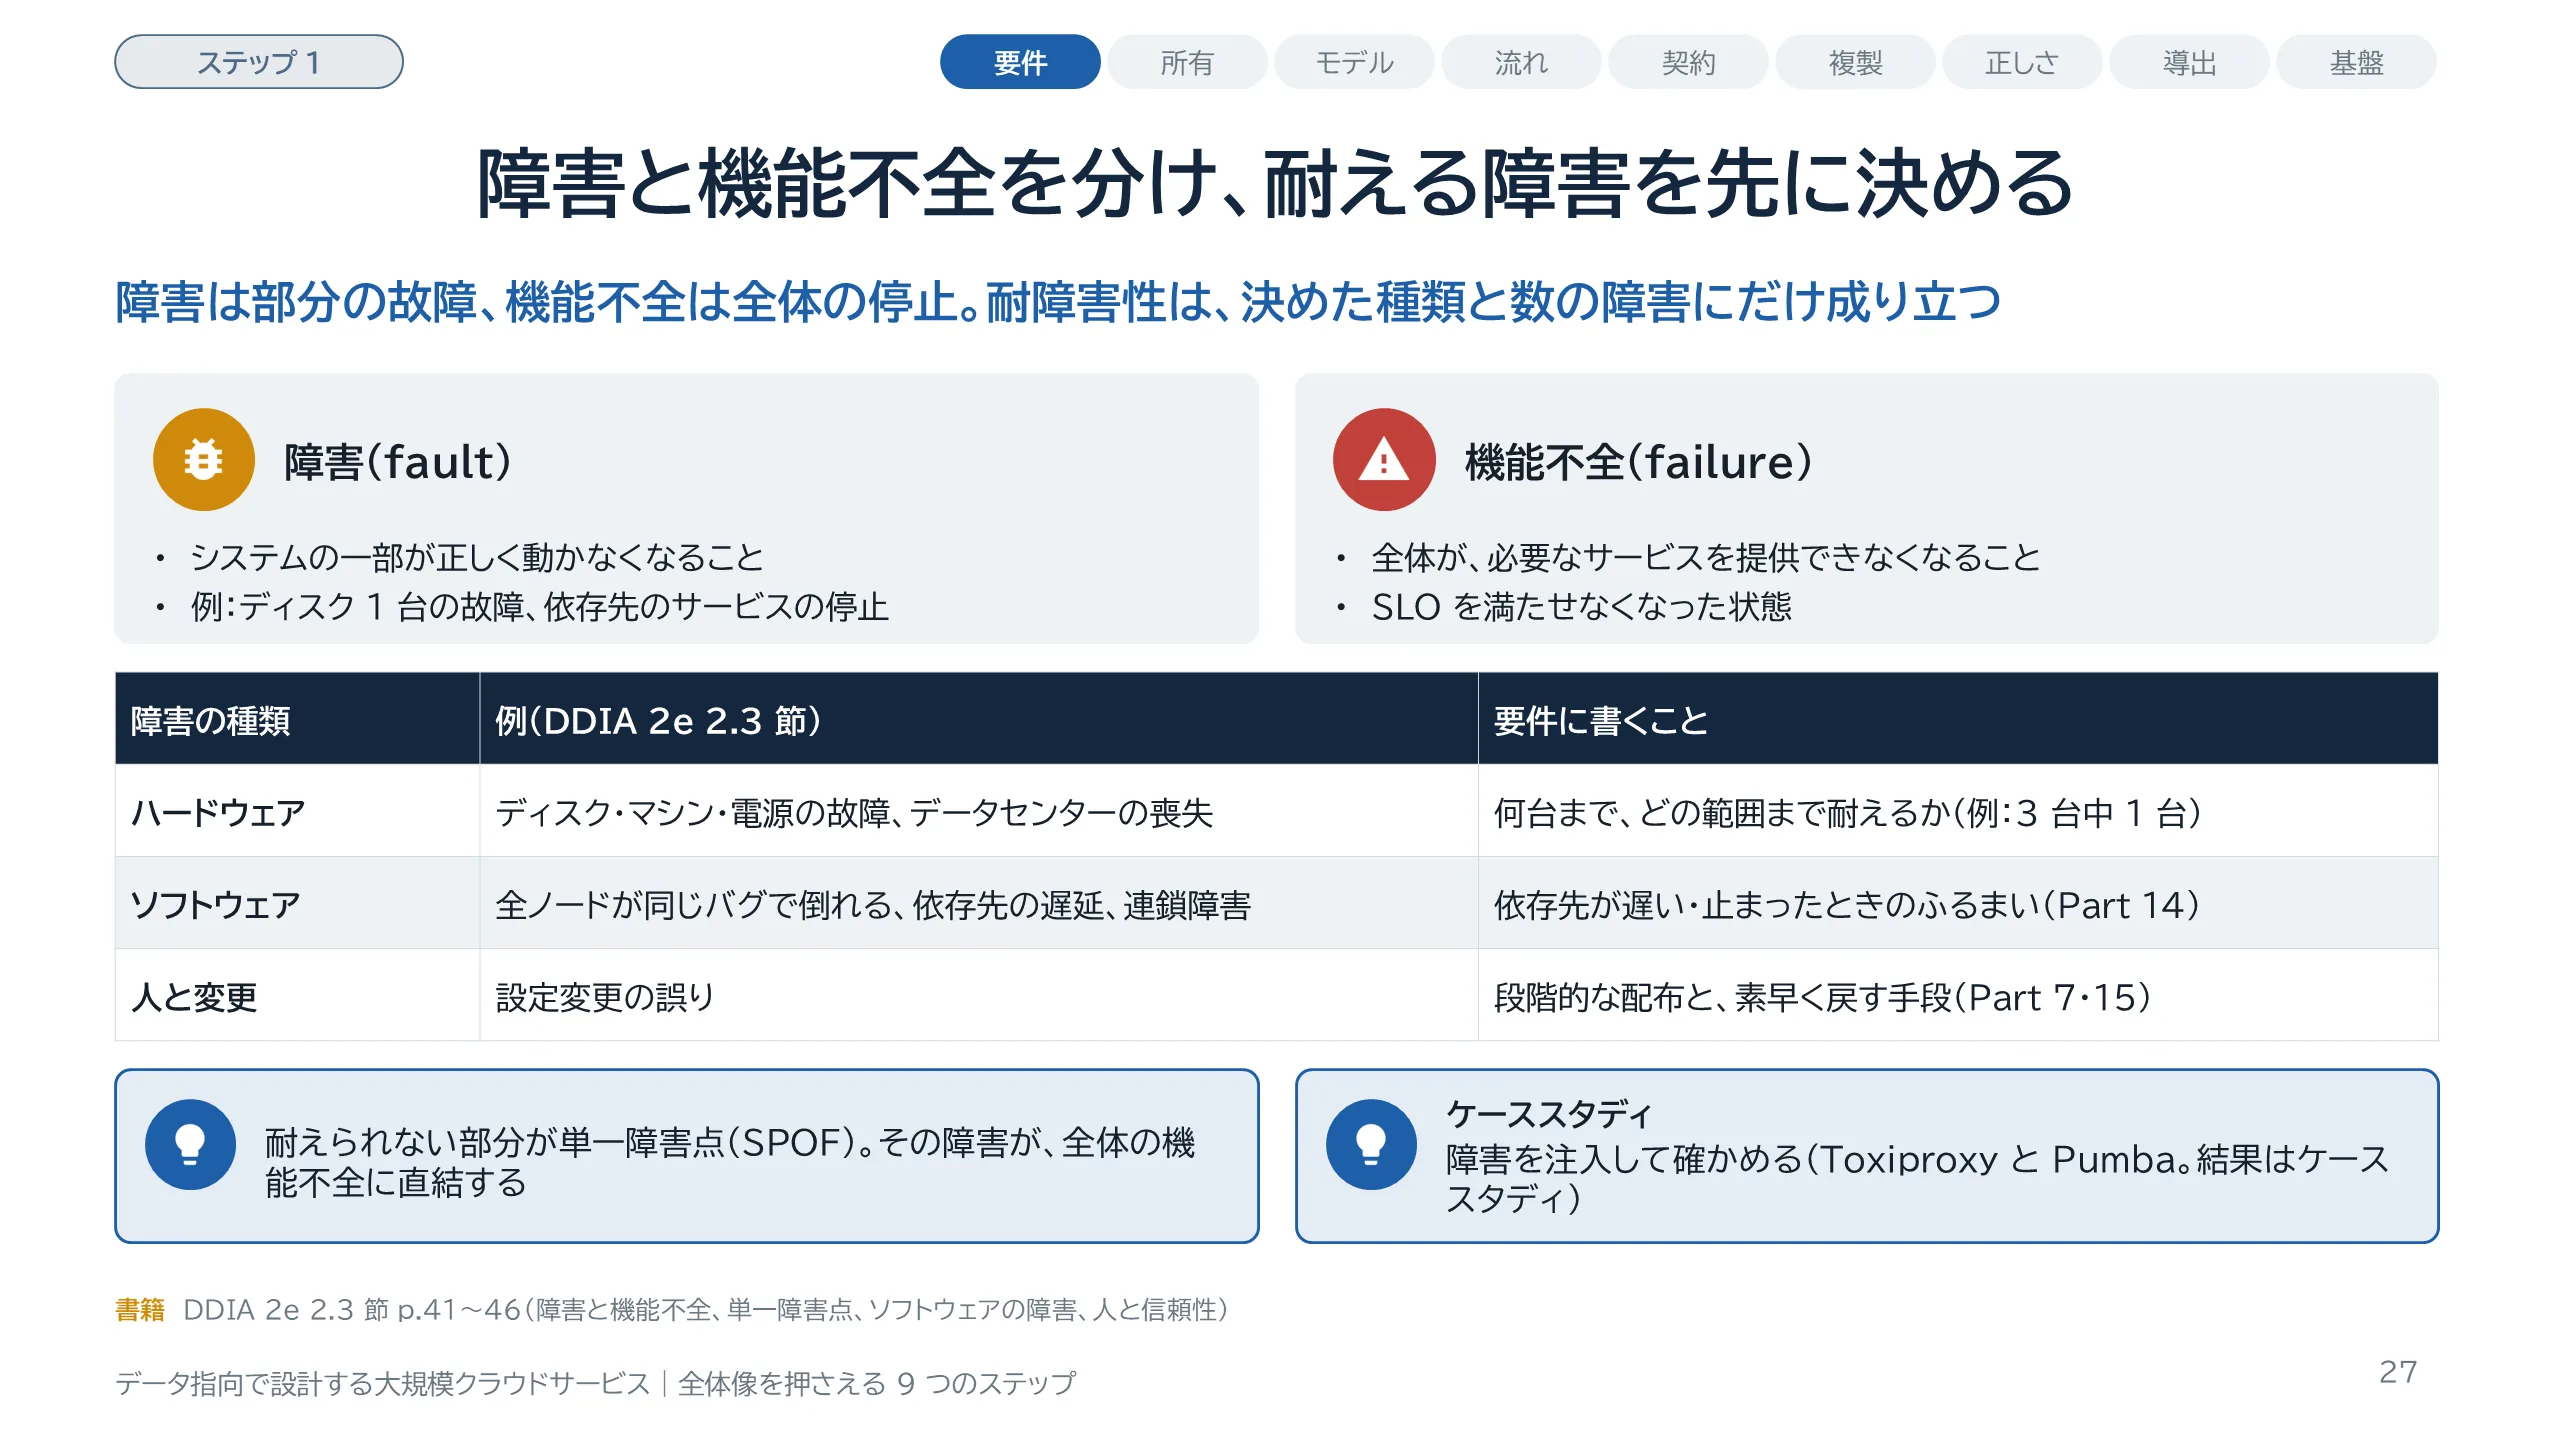 ステップ 1
要件
所有
モデル
流れ
契約
複製
正しさ
導出
基盤
障害と機能不全を分け、耐える障害を先に決める
障害は部分の故障、機能不全は全体の停止。耐障害性は、決めた種類と数の障害にだけ成り立つ
障害（fault）
・ システムの一部が正しく動かなくなること
・ 例：ディスク 1 台の故障、依存先のサービスの停止
機能不全（failure）
・ 全体が、必要なサービスを提供できなくなること
・ SLO を満たせなくなった状態
障害の種類
例（DDIA 2e 2.3 節）
要件に書くこと
ハードウェア
ディスク・マシン・電源の故障、データセンターの喪失
何台まで、どの範囲まで耐えるか（例：3 台中 1 台）
ソフトウェア
全ノードが同じバグで倒れる、依存先の遅延、連鎖障害
依存先が遅い・止まったときのふるまい（Part 14）
人と変更
設定変更の誤り
段階的な配布と、素早く戻す手段（Part 7・15）
耐えられない部分が単一障害点（SPOF）。その障害が、全体の機
能不全に直結する
ケーススタディ
障害を注入して確かめる（Toxiproxy と Pumba。結果はケース
スタディ）
書籍 DDIA 2e 2.3 節 p.41～46（障害と機能不全、単一障害点、ソフトウェアの障害、人と信頼性）
データ指向で設計する大規模クラウドサービス｜全体像を押さえる 9 つのステップ
27